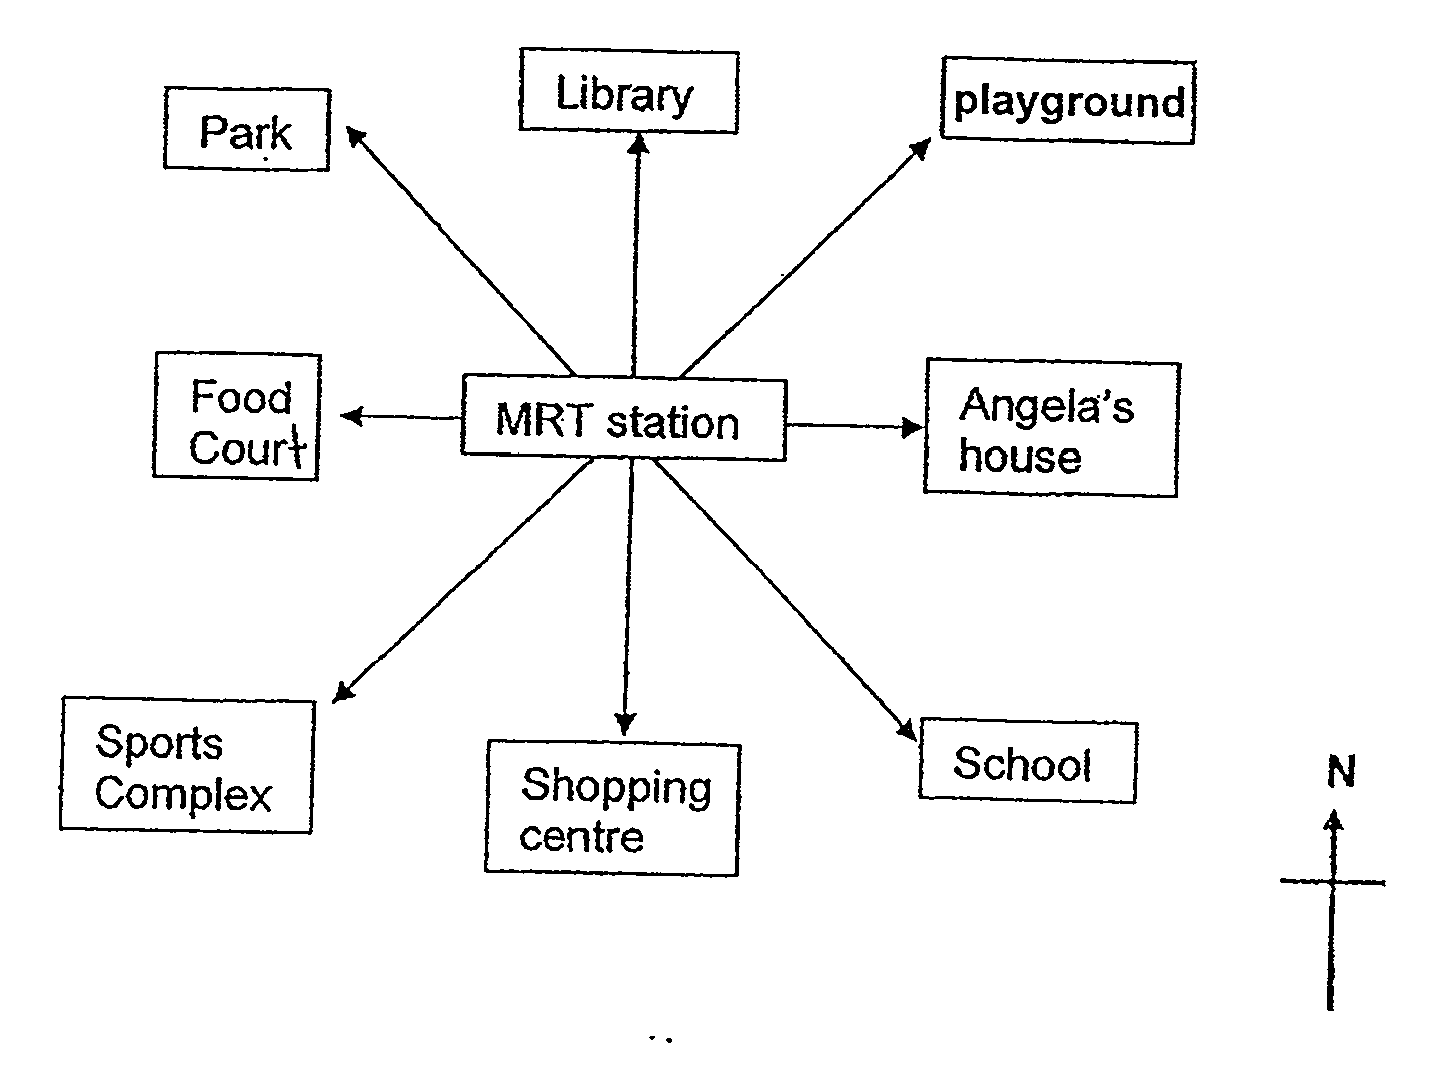 Library
playground
Park
Food
Court
MRT station
Angela's
house
Sports
Complex
Shopping
centre
School
N